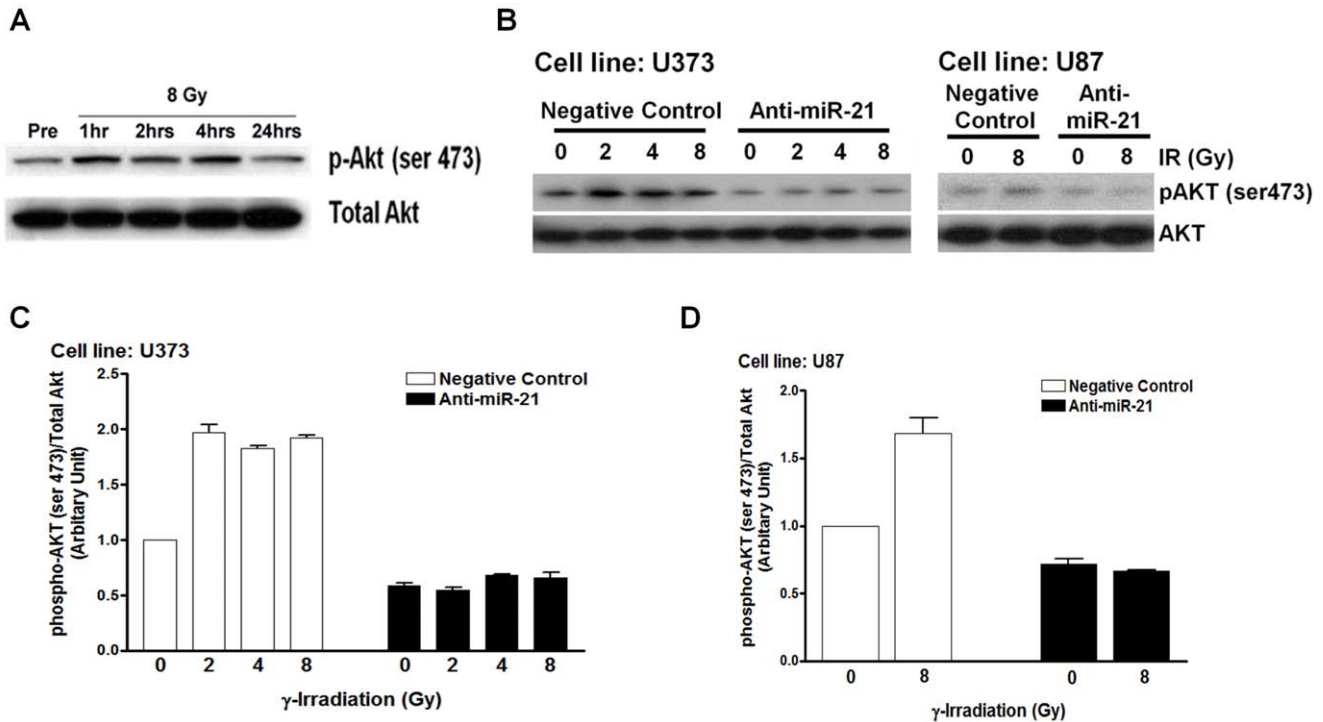 A
8 Gy
Pre 1hr 2hrs 4hrs 24hrs
p-Akt (ser 473)
Total Akt
B
Cell line: U373
Negative Control Anti-miR-21
0 2 4 8 0 2 4 8
Cell line: U87
Negative Control
Anti-miR-21
0 8 0 8 IR (Gy)
pAKT (ser473)
AKT
C
Cell line: U373
phospho-AKT (ser 473)/Total Akt
(Arbitary Unit)
2.5
2.0
1.5
1.0
0.5
0.0
Negative Control
Anti-miR-21
0 2 4 8 0 2 4 8
γ-Irradiation (Gy)
D
Cell line: U87
phospho-AKT (ser 473)/Total Akt
(Arbitary Unit)
2.0
1.5
1.0
0.5
0.0
Negative Control
Anti-miR-21
0 8 0 8
γ-Irradiation (Gy)